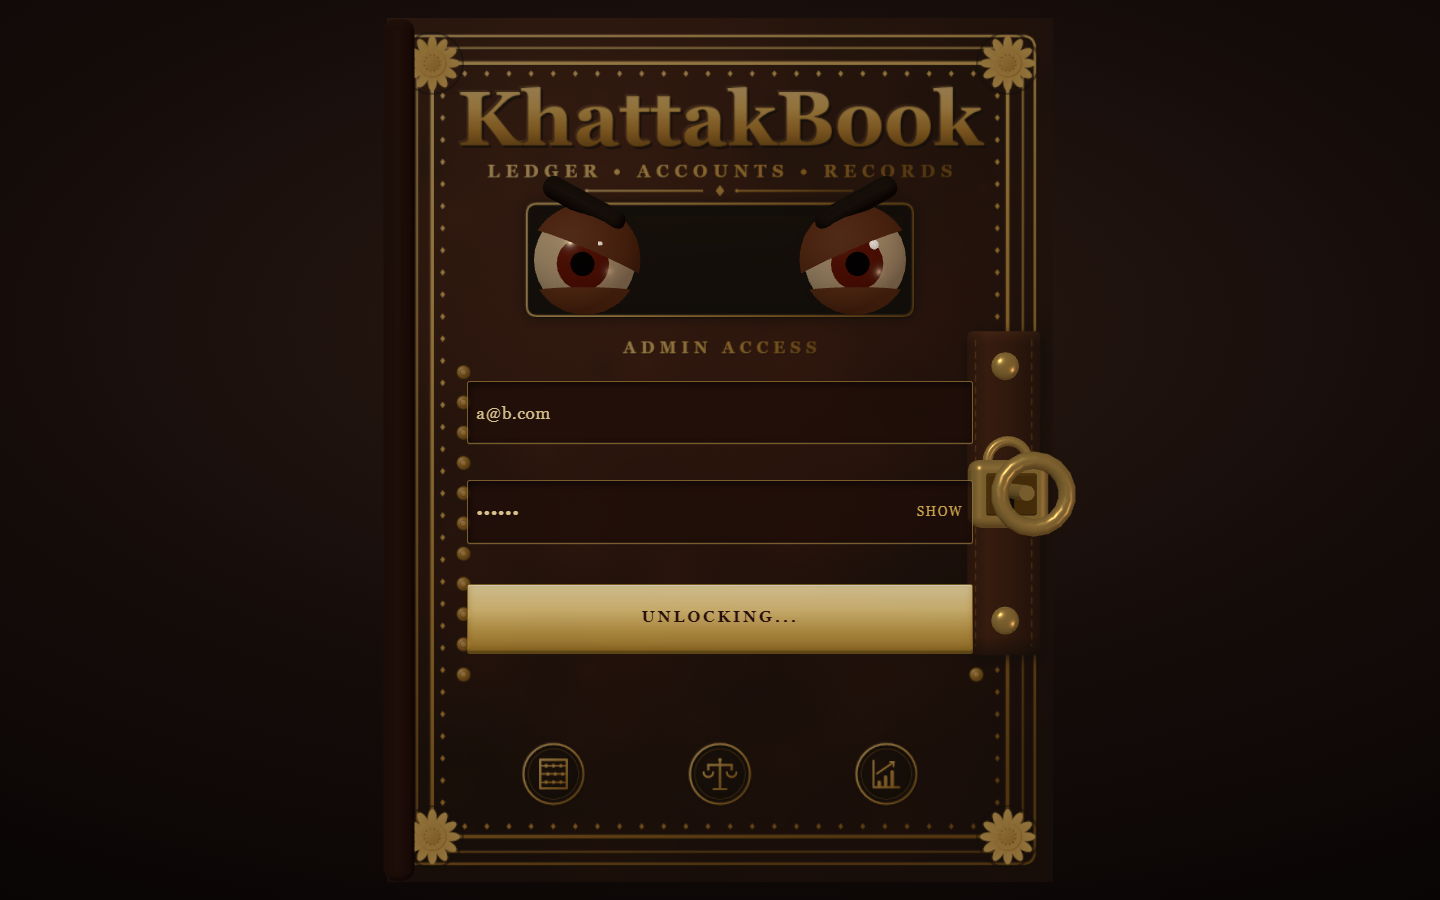 KhattakBook
LEDGER • ACCOUNTS • RECORDS
ADMIN ACCESS
a@b.com
•••••• SHOW
UNLOCKING...